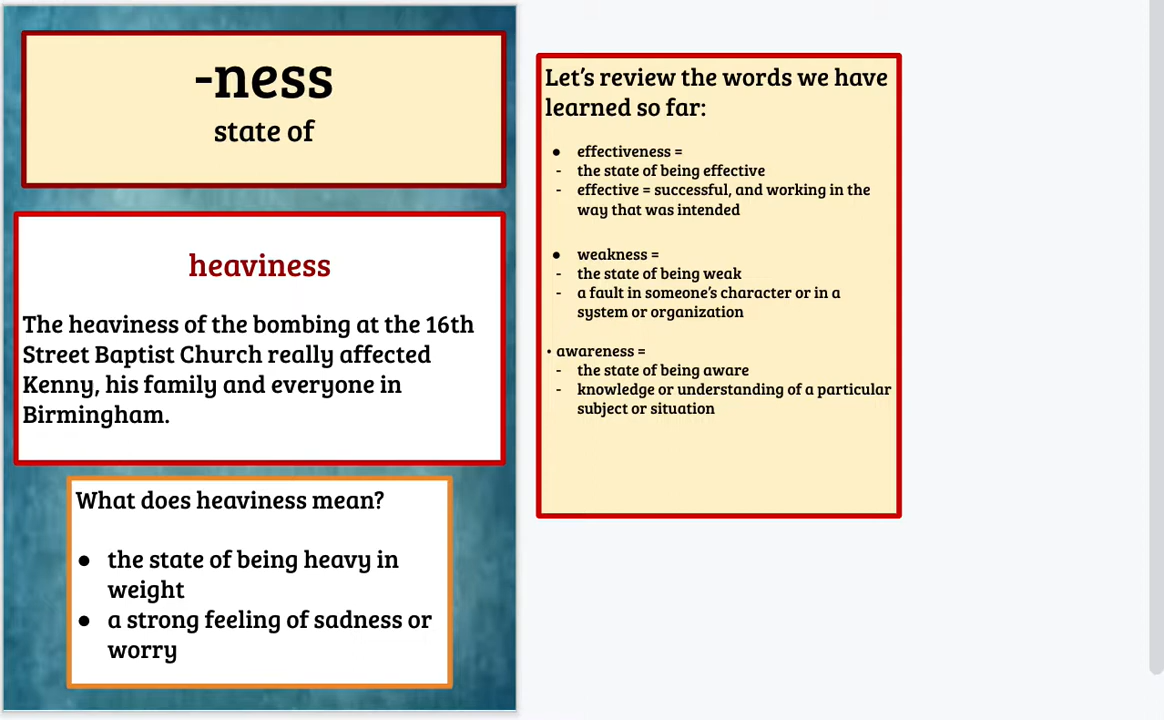 -ness
state of
heaviness
The heaviness of the bombing at the 16th
Street Baptist Church really affected
Kenny, his family and everyone in
Birmingham.
What does heaviness mean?
● the state of being heavy in
weight
● a strong feeling of sadness or
worry
Let's review the words we have
learned so far:
● effectiveness =
- the state of being effective
- effective = successful, and working in the
way that was intended
● weakness =
- the state of being weak
- a fault in someone's character or in a
system or organization
• awareness =
- the state of being aware
- knowledge or understanding of a particular
subject or situation